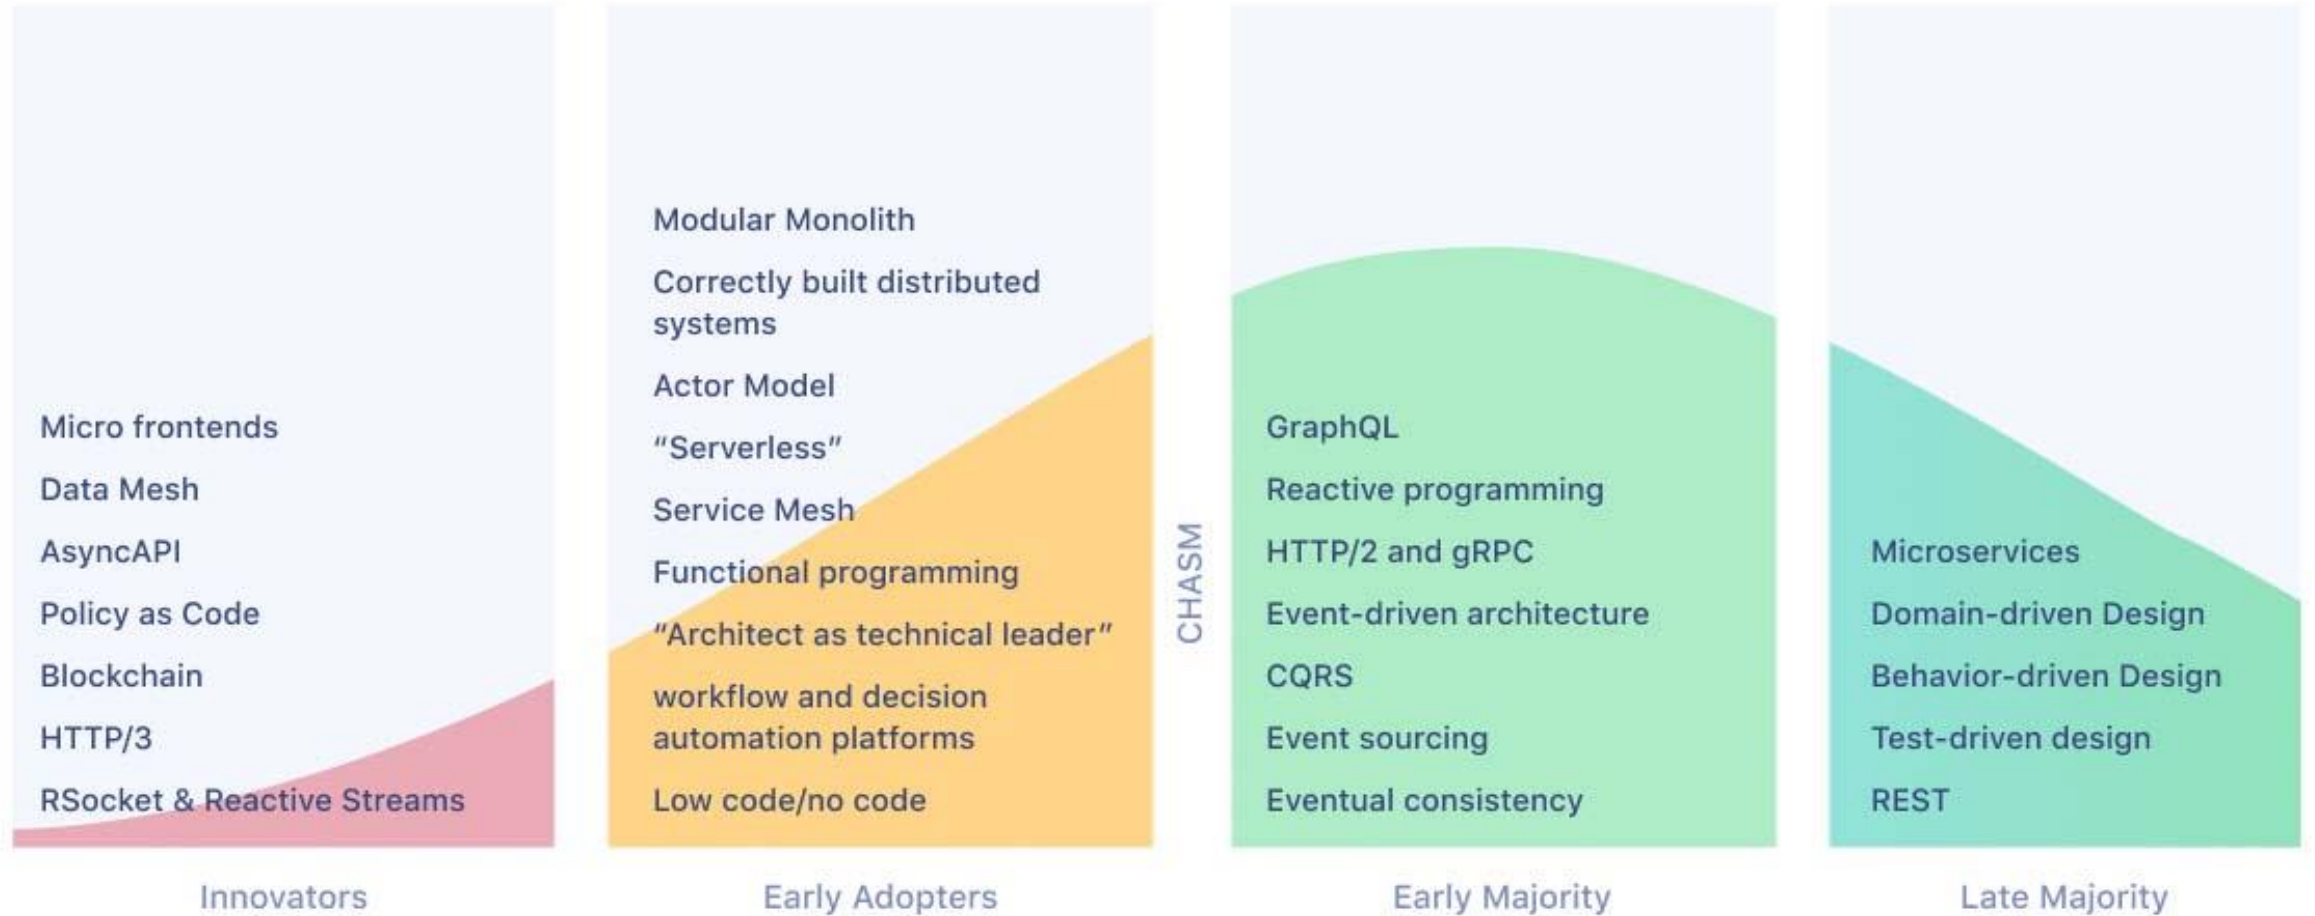 Micro frontends
Data Mesh
AsyncAPI
Policy as Code
Blockchain
HTTP/3
RSocket & Reactive Streams
Innovators
Modular Monolith
Correctly built distributed
systems
Actor Model
“Serverless”
Service Mesh
Functional programming
“Architect as technical leader”
workflow and decision
automation platforms
Low code/no code
Early Adopters
CHASM
GraphQL
Reactive programming
HTTP/2 and gRPC
Event-driven architecture
CQRS
Event sourcing
Eventual consistency
Early Majority
Microservices
Domain-driven Design
Behavior-driven Design
Test-driven design
REST
Late Majority